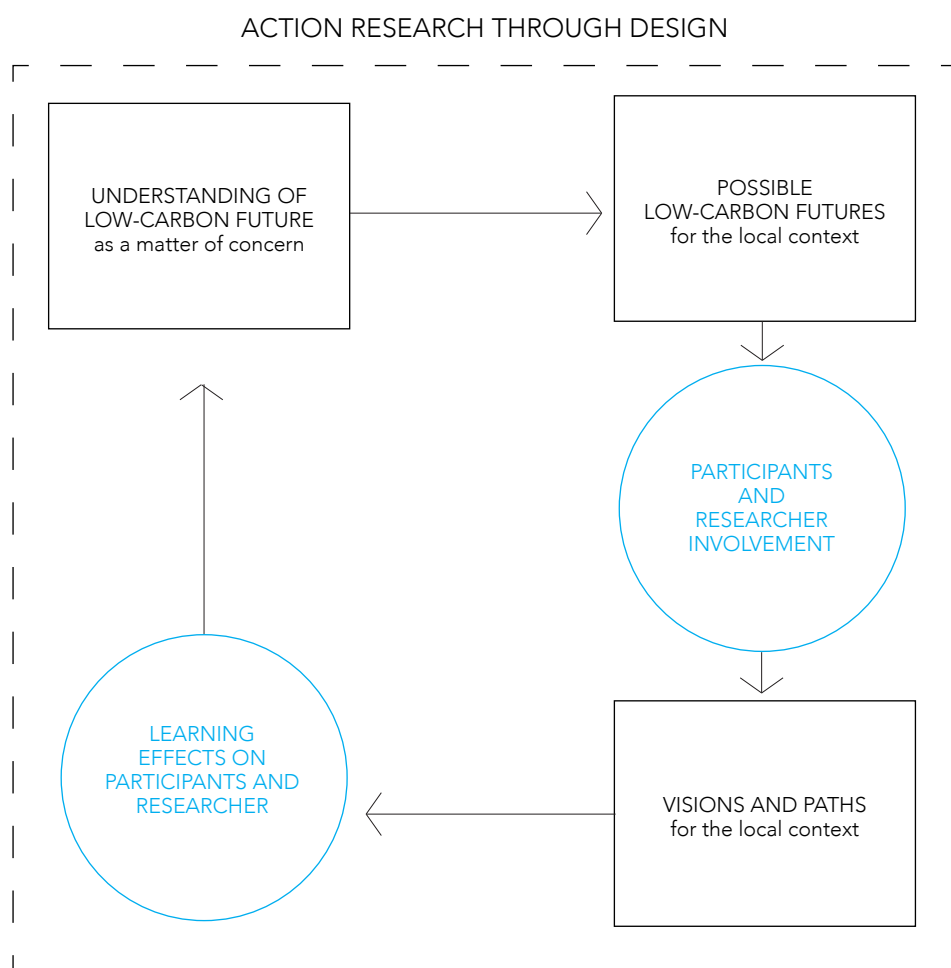 ACTION RESEARCH THROUGH DESIGN
UNDERSTANDING OF
LOW-CARBON FUTURE
as a matter of concern
POSSIBLE
LOW-CARBON FUTURES
for the local context
PARTICIPANTS
AND
RESEARCHER
INVOLVEMENT
VISIONS AND PATHS
for the local context
LEARNING
EFFECTS ON
PARTICIPANTS AND
RESEARCHER